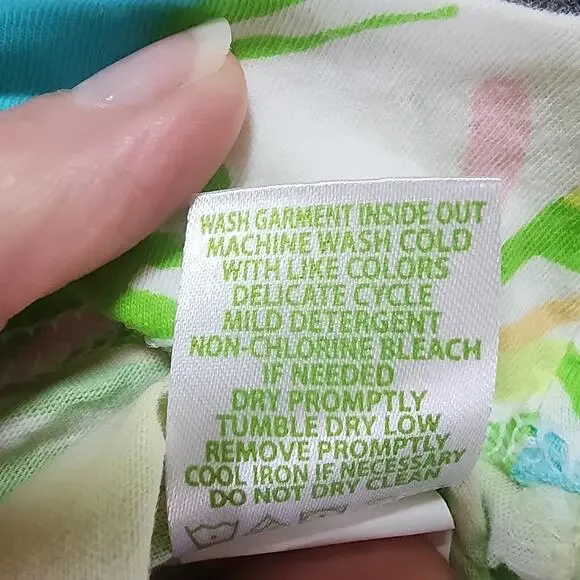 WASH GARMENT INSIDE OUT
MACHINE WASH COLD
WITH LIKE COLORS
DELICATE CYCLE
MILD DETERGENT
NON-CHLORINE BLEACH
IF NEEDED
DRY PROMPTLY
TUMBLE DRY LOW
REMOVE PROMPTLY
COOL IRON IF NECESSARY
DO NOT DRY CLEAN